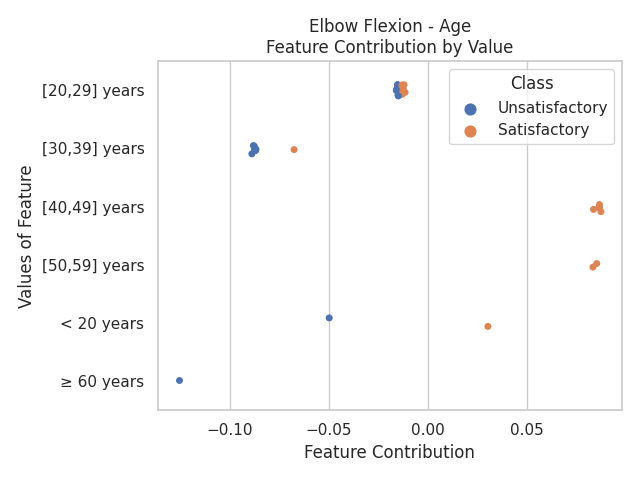 Elbow Flexion - Age
Feature Contribution by Value
Class
Unsatisfactory
Satisfactory
Values of Feature
[20,29] years
[30,39] years
[40,49] years
[50,59] years
< 20 years
≥ 60 years
−0.10 −0.05 0.00 0.05
Feature Contribution